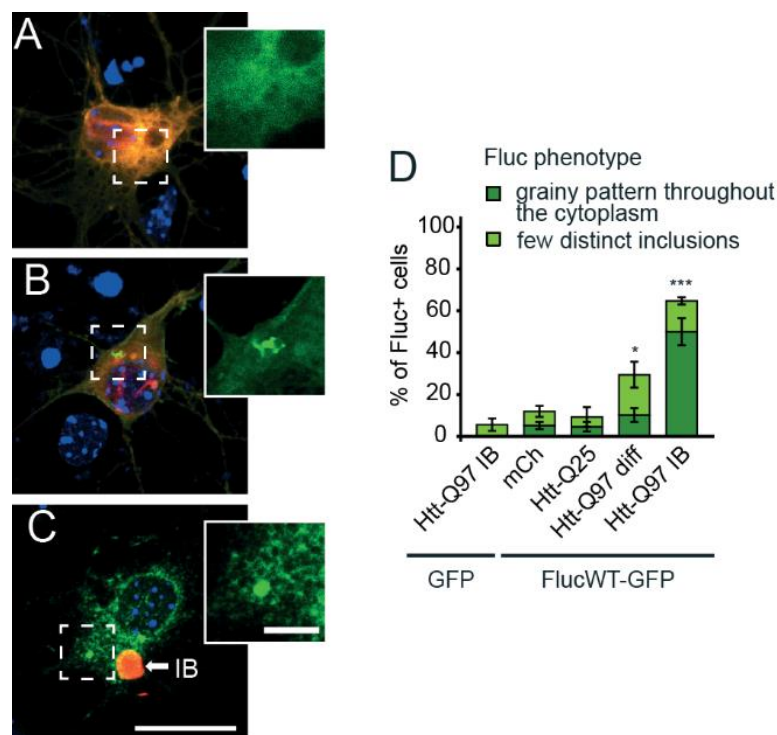 A
B
C
IB
D
Fluc phenotype
grainy pattern throughout
the cytoplasm
few distinct inclusions
% of Fluc+ cells
100
80
60
40
20
0
*
***
Htt-Q97 IB
mCh
Htt-Q25
Htt-Q97 diff
Htt-Q97 IB
GFP
FlucWT-GFP